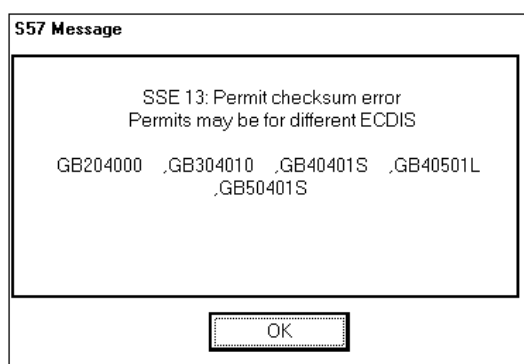 S57 Message
SSE 13: Permit checksum error
Permits may be for different ECDIS
GB204000 ,GB304010 ,GB40401S ,GB40501L
,GB50401S
OK